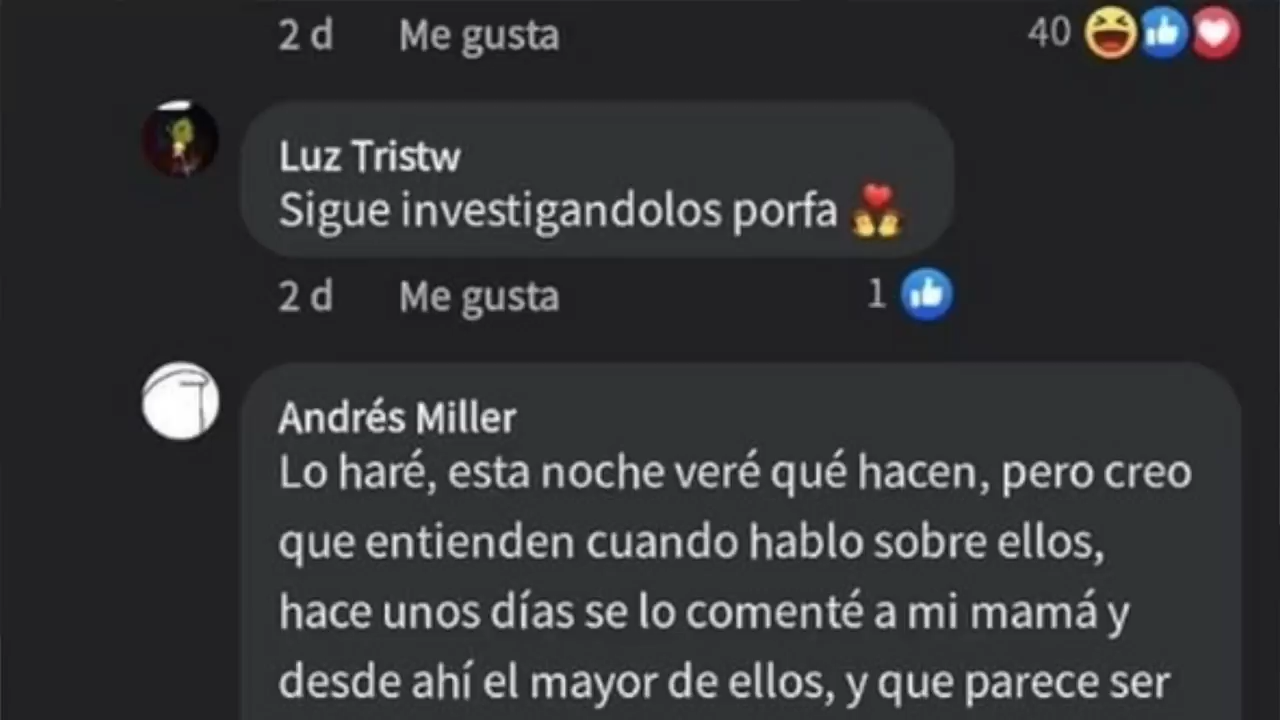 2 d Me gusta 40
Luz Tristw
Sigue investigandolos porfa
2 d Me gusta 1
Andrés Miller
Lo haré, esta noche veré qué hacen, pero creo
que entienden cuando hablo sobre ellos,
hace unos días se lo comenté a mi mamá y
desde ahí el mayor de ellos, y que parece ser